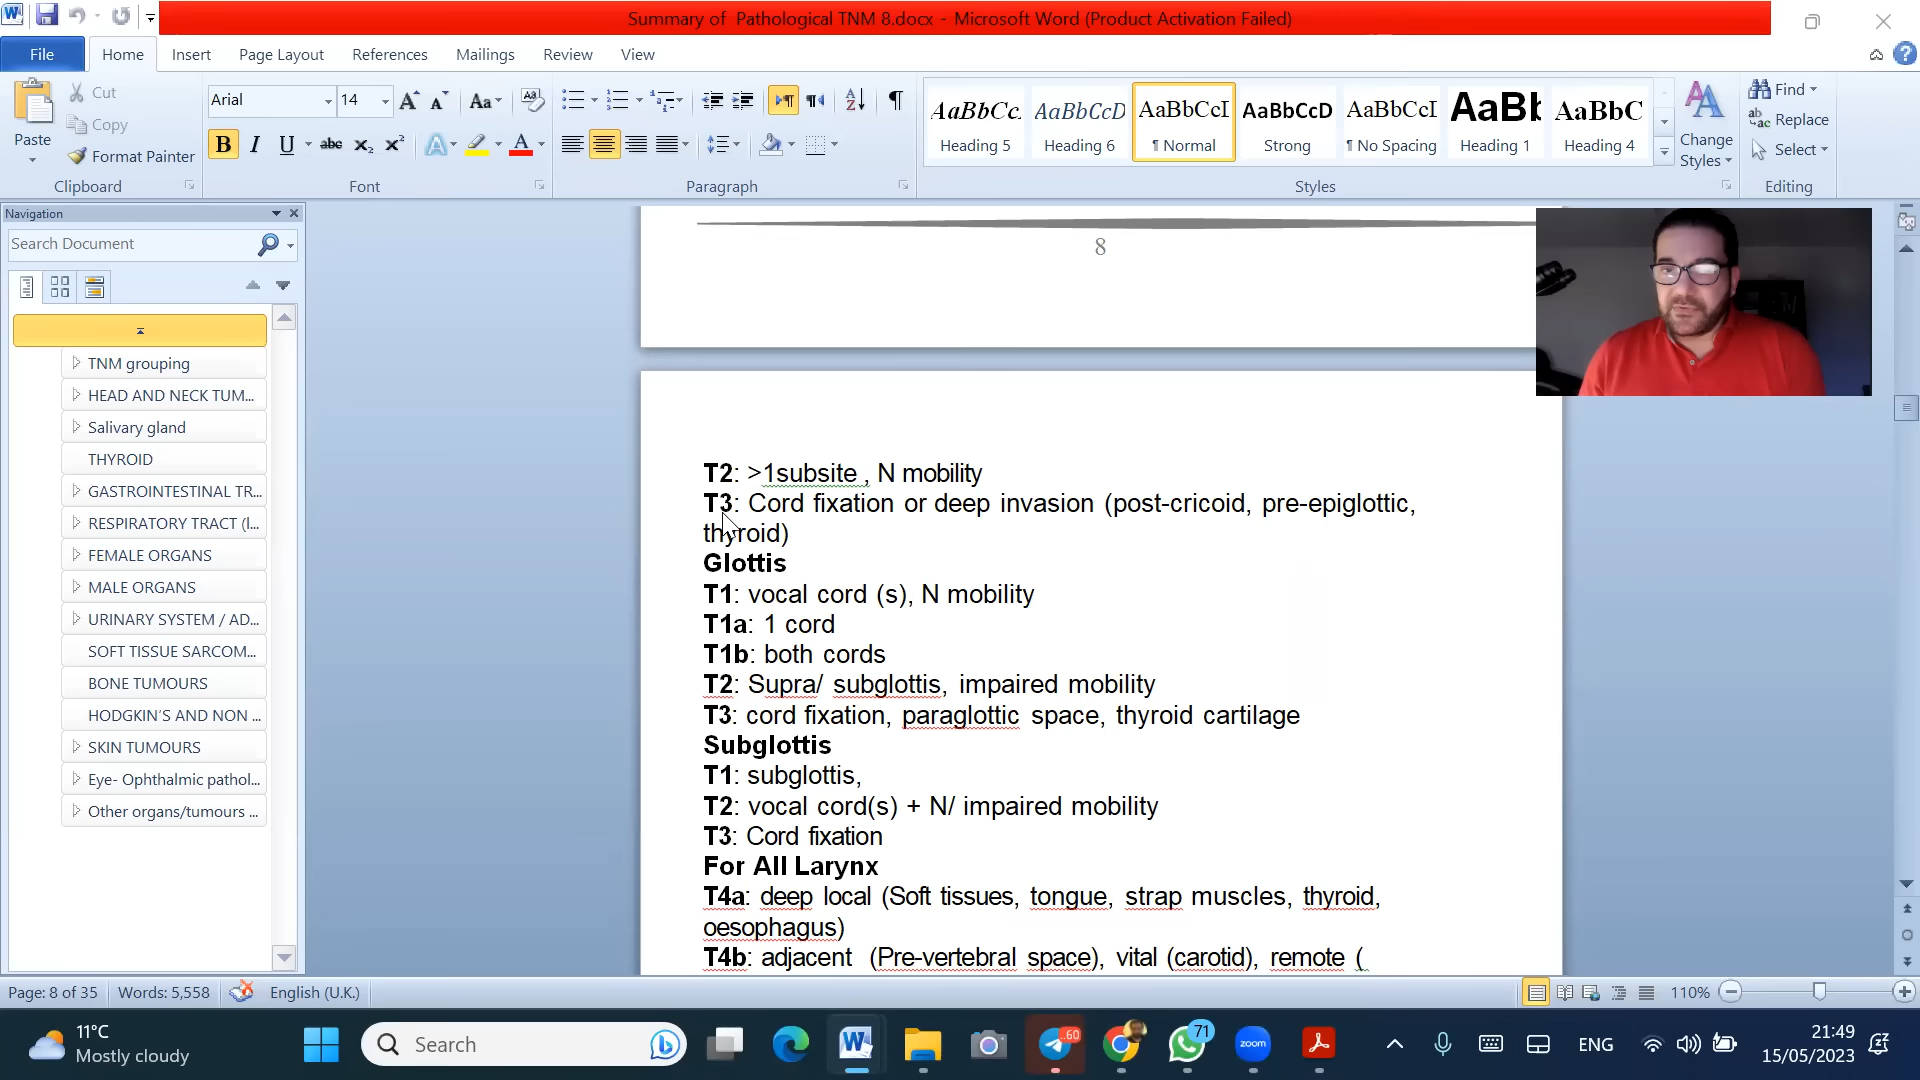 Summary of Pathological TNM 8.docx - Microsoft Word (Product Activation Failed)
File Home Insert Page Layout References Mailings Review View
Paste
Cut
Copy
Format Painter
Clipboard
Arial 14
B I U abc X₂ X² A A
Aa
Font
Paragraph
AaBbCc. Heading 5
AaBbCcD Heading 6
AaBbCcI ¶ Normal
AaBbCcD Strong
AaBbCcI ¶ No Spacing
AaBb Heading 1
AaBbC Heading 4
Change Styles
Styles
Find
Replace
Select
Editing
Navigation
Search Document
TNM grouping
HEAD AND NECK TUM...
Salivary gland
THYROID
GASTROINTESTINAL TR...
RESPIRATORY TRACT (l...
FEMALE ORGANS
MALE ORGANS
URINARY SYSTEM / AD...
SOFT TISSUE SARCOM...
BONE TUMOURS
HODGKIN’S AND NON ...
SKIN TUMOURS
Eye- Ophthalmic pathol...
Other organs/tumours ...
8
T2: >1subsite , N mobility
T3: Cord fixation or deep invasion (post-cricoid, pre-epiglottic,
thyroid)
Glottis
T1: vocal cord (s), N mobility
T1a: 1 cord
T1b: both cords
T2: Supra/ subglottis, impaired mobility
T3: cord fixation, paraglottic space, thyroid cartilage
Subglottis
T1: subglottis,
T2: vocal cord(s) + N/ impaired mobility
T3: Cord fixation
For All Larynx
T4a: deep local (Soft tissues, tongue, strap muscles, thyroid,
oesophagus)
T4b: adjacent (Pre-vertebral space), vital (carotid), remote (
Page: 8 of 35 Words: 5,558 English (U.K.) 110%
11°C
Mostly cloudy
Search
60
71
zoom
ENG
21:49
15/05/2023